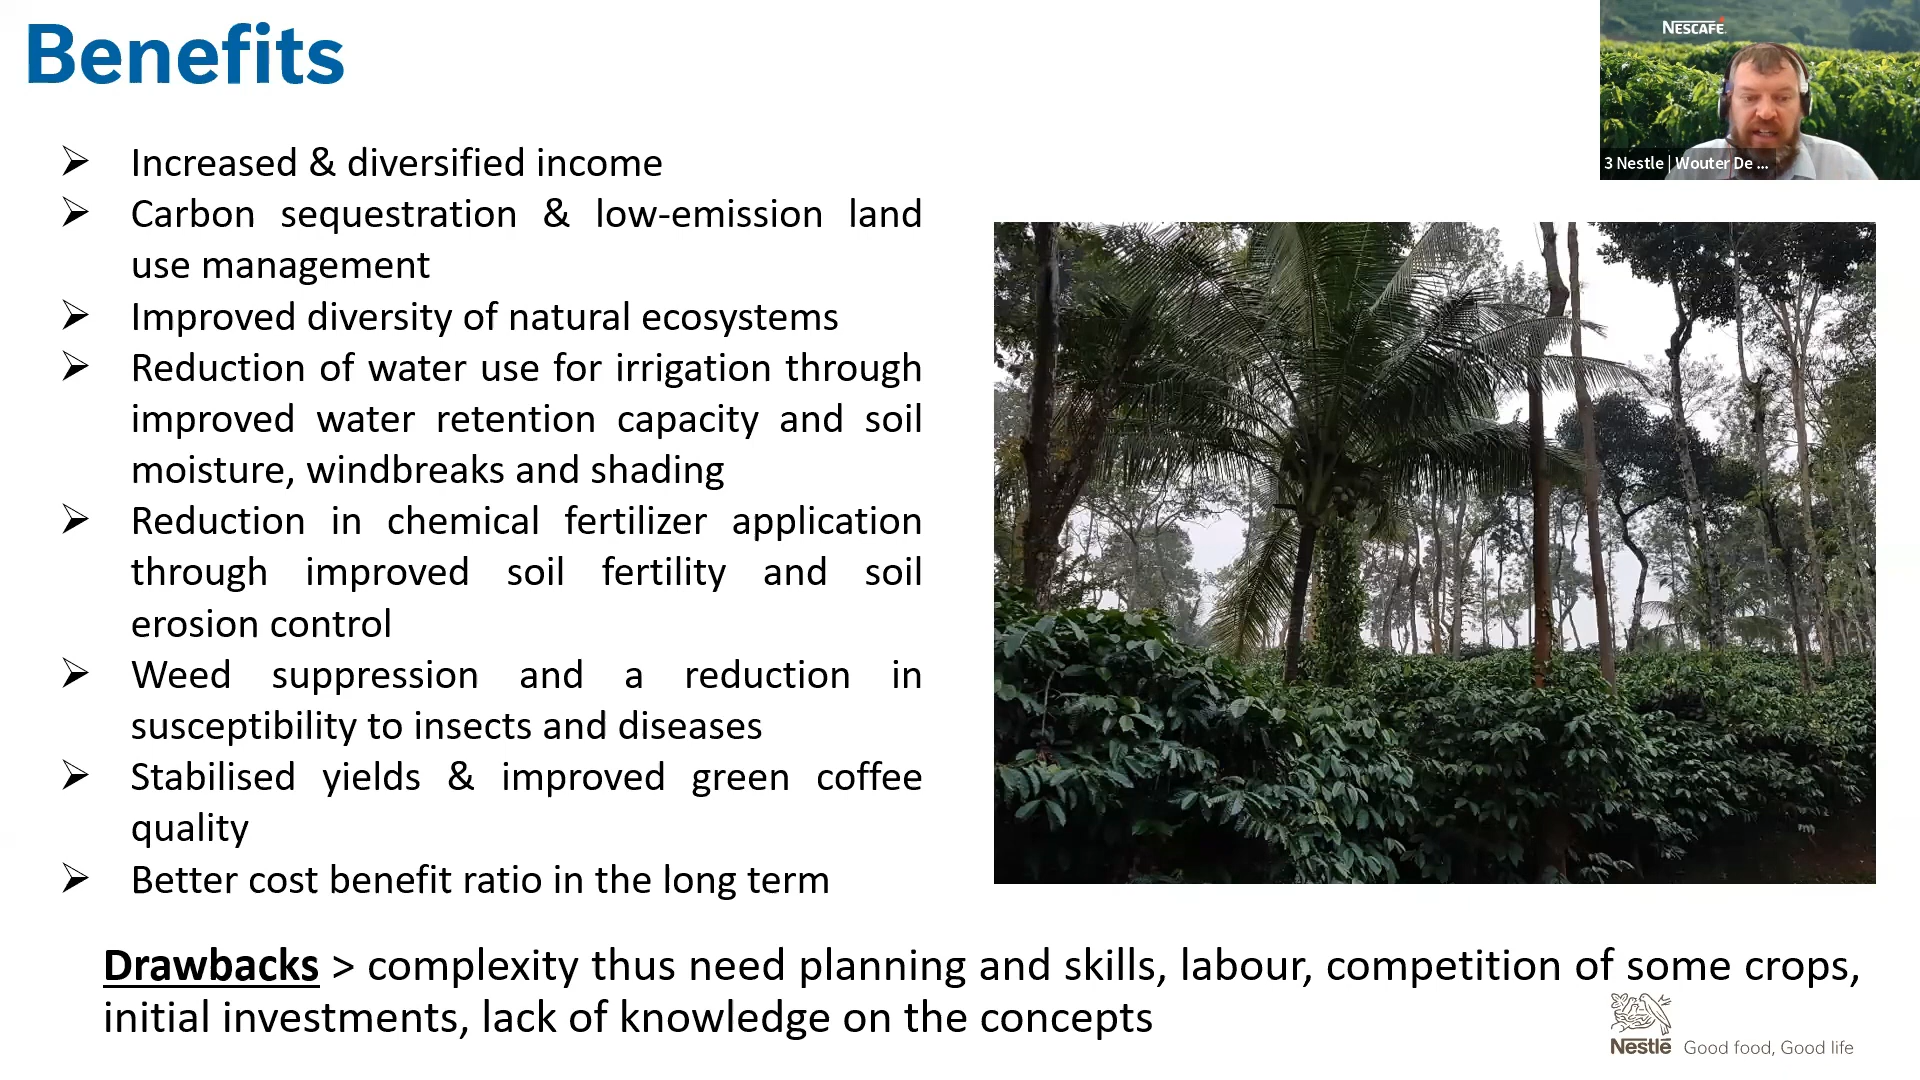 Benefits
NESCAFÉ
3 Nestle | Wouter De ...
➢ Increased & diversified income
➢ Carbon sequestration & low-emission land
use management
➢ Improved diversity of natural ecosystems
➢ Reduction of water use for irrigation through
improved water retention capacity and soil
moisture, windbreaks and shading
➢ Reduction in chemical fertilizer application
through improved soil fertility and soil
erosion control
➢ Weed suppression and a reduction in
susceptibility to insects and diseases
➢ Stabilised yields & improved green coffee
quality
➢ Better cost benefit ratio in the long term
Drawbacks > complexity thus need planning and skills, labour, competition of some crops,
initial investments, lack of knowledge on the concepts
Nestlé Good food, Good life